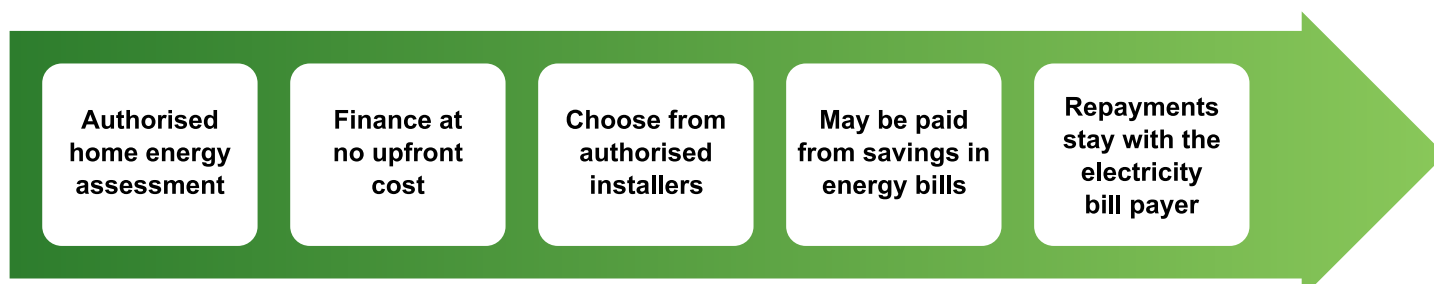 Authorised
home energy
assessment
Finance at
no upfront
cost
Choose from
authorised
installers
May be paid
from savings in
energy bills
Repayments
stay with the
electricity
bill payer